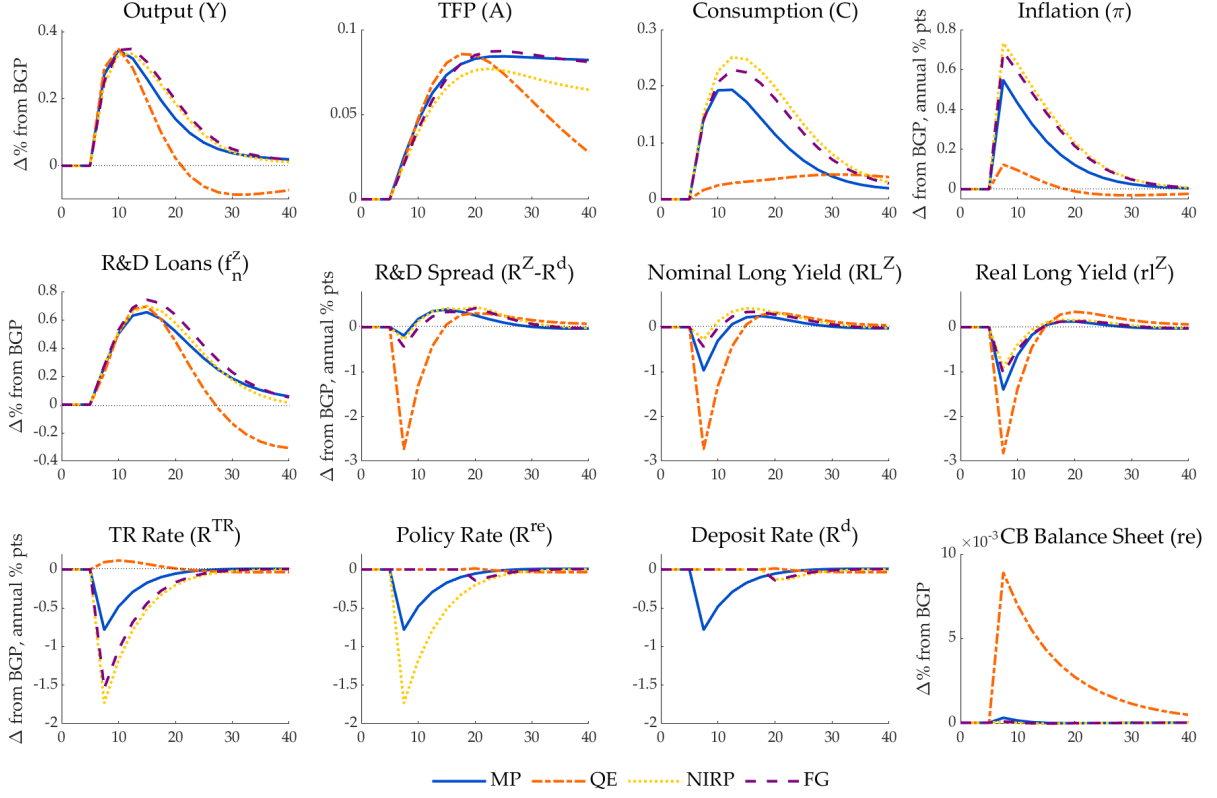 Output (Y) TFP (A) Consumption (C) Inflation (π)
Δ% from BGP
0.4
0.2
0
0 10 20 30 40
0.1
0.05
0
0 10 20 30 40
0.3
0.2
0.1
0
0 10 20 30 40
Δ from BGP, annual % pts
0.8
0.6
0.4
0.2
0
0 10 20 30 40
R&D Loans (f_n^z) R&D Spread (R^Z-R^d) Nominal Long Yield (RL^Z) Real Long Yield (rl^Z)
Δ% from BGP
0.8
0.6
0.4
0.2
0
-0.2
-0.4
0 10 20 30 40
Δ from BGP, annual % pts
0
-1
-2
-3
0 10 20 30 40
0
-1
-2
-3
0 10 20 30 40
0
-1
-2
-3
0 10 20 30 40
TR Rate (R^TR) Policy Rate (R^re) Deposit Rate (R^d) CB Balance Sheet (re)
Δ from BGP, annual % pts
0
-0.5
-1
-1.5
-2
0 10 20 30 40
0
-0.5
-1
-1.5
-2
0 10 20 30 40
0
-0.5
-1
-1.5
-2
0 10 20 30 40
Δ% from BGP
×10^-3
10
5
0
0 10 20 30 40
MP QE NIRP FG